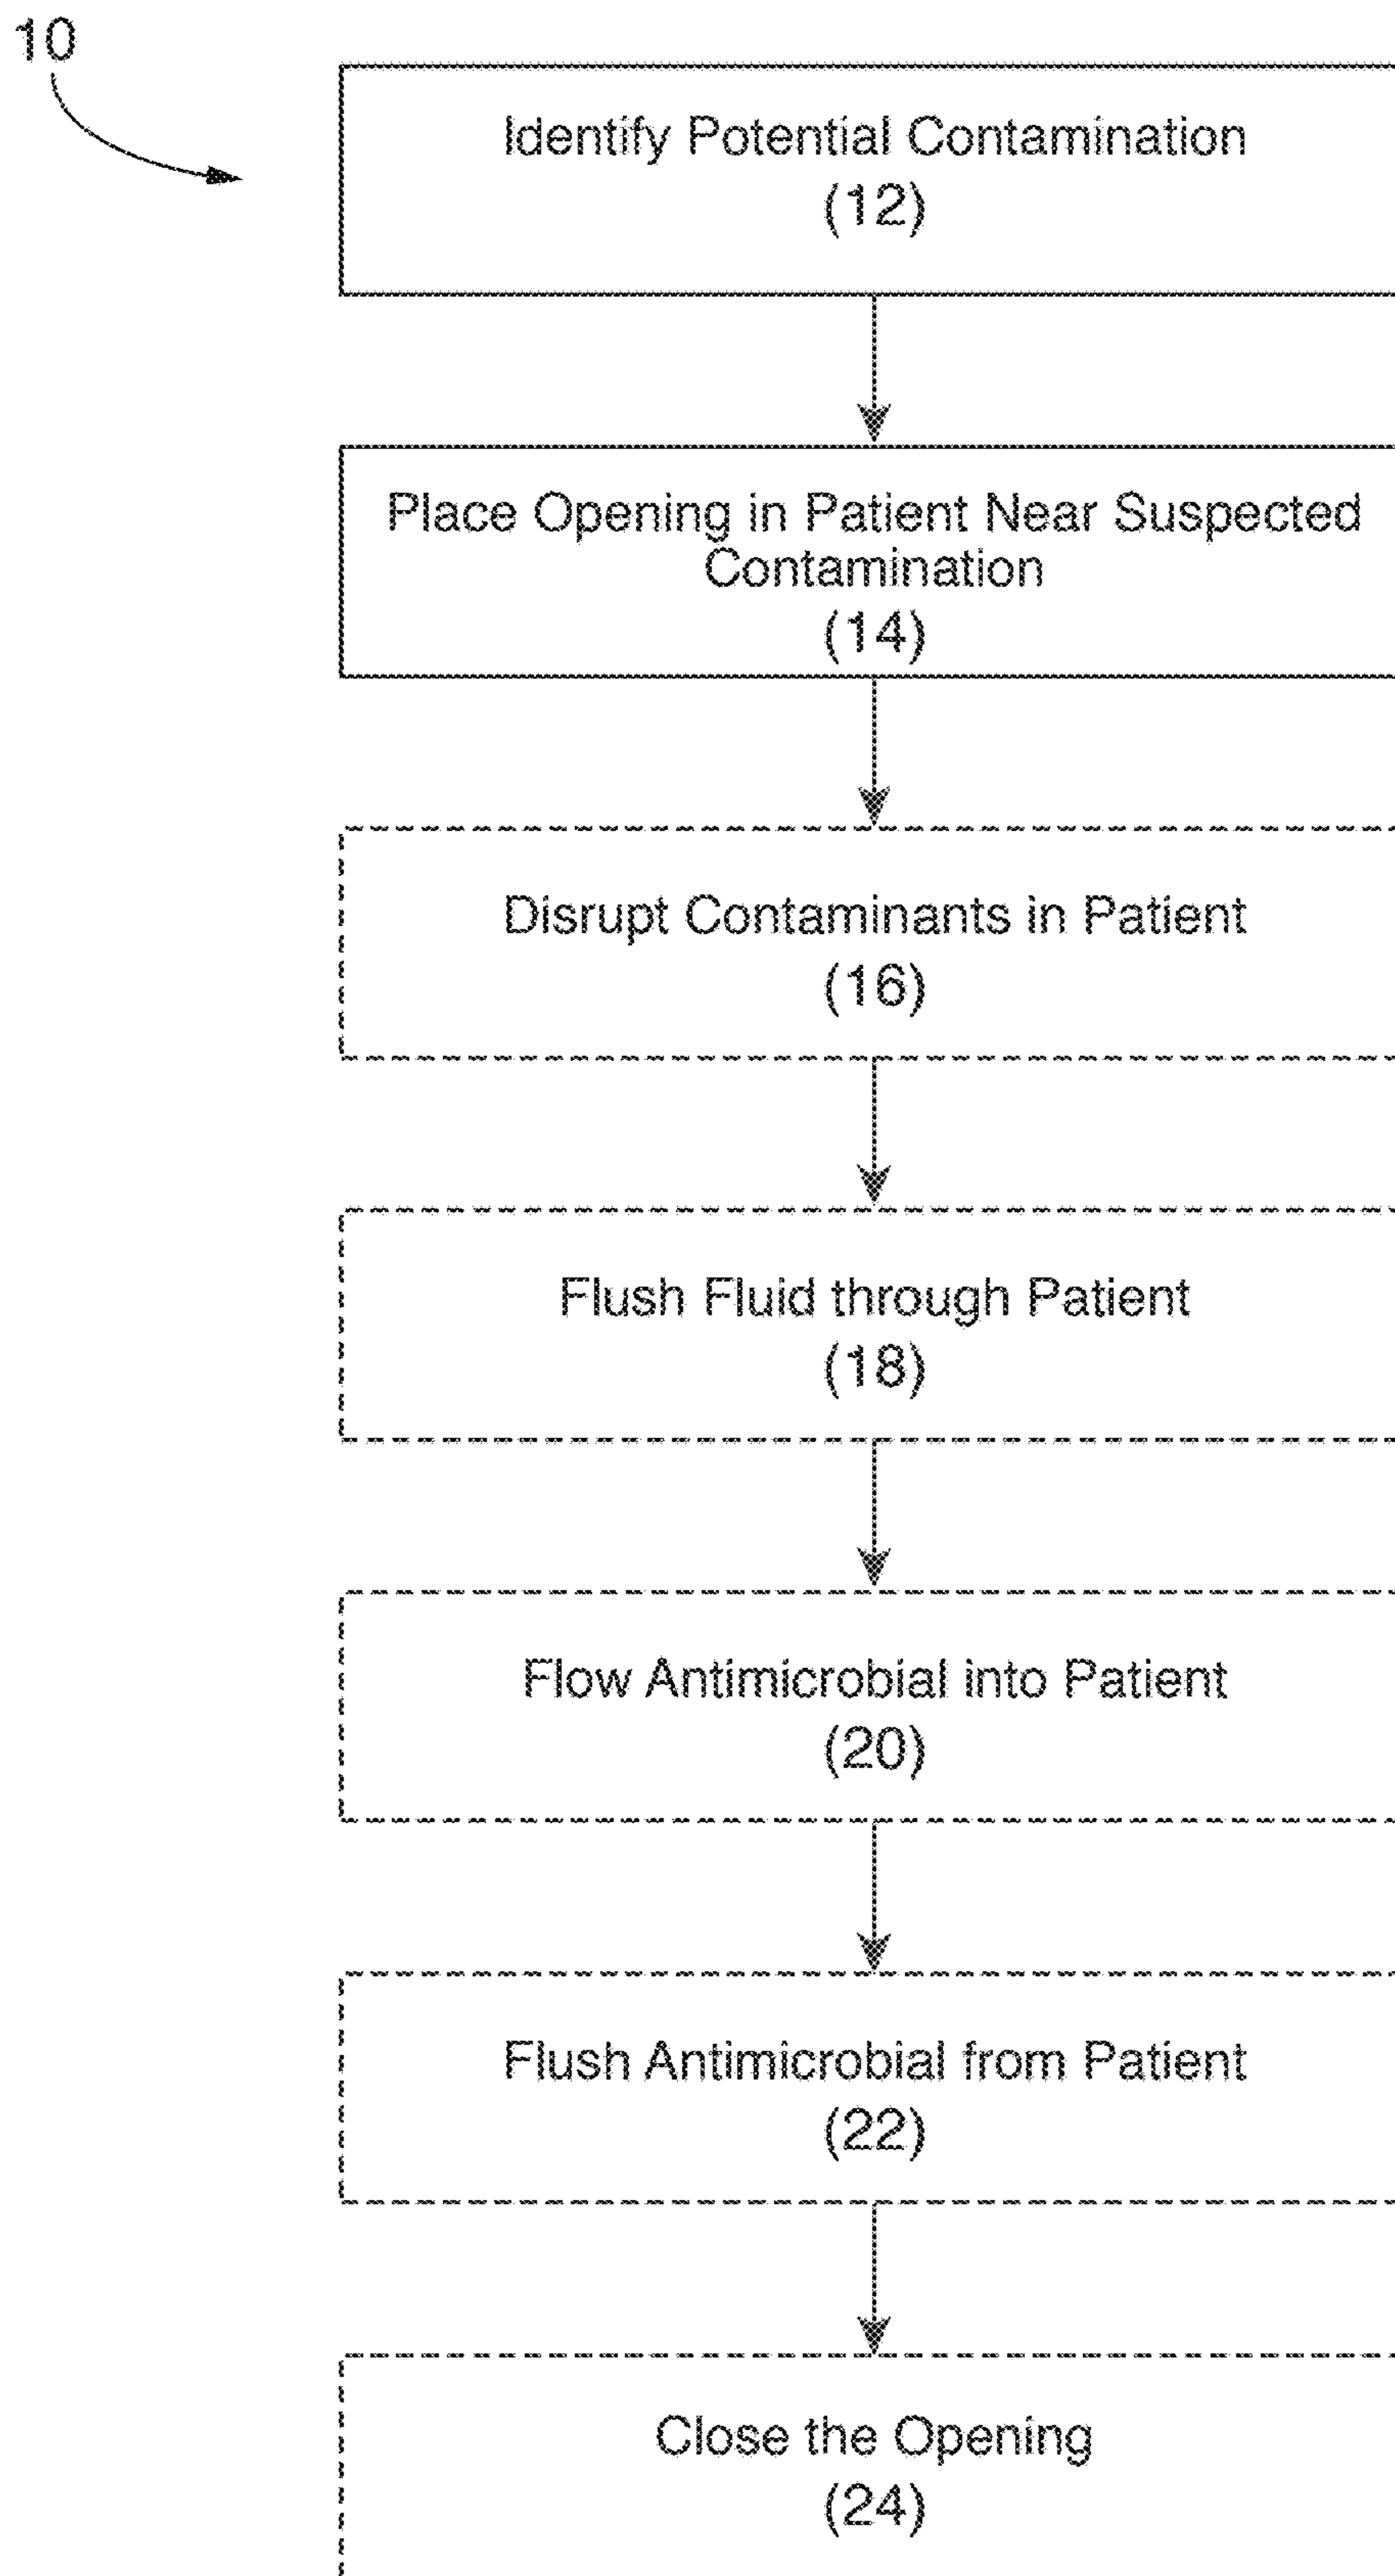 10
Identify Potential Contamination
(12)
Place Opening in Patient Near Suspected
Contamination
(14)
Disrupt Contaminants in Patient
(16)
Flush Fluid through Patient
(18)
Flow Antimicrobial into Patient
(20)
Flush Antimicrobial from Patient
(22)
Close the Opening
(24)